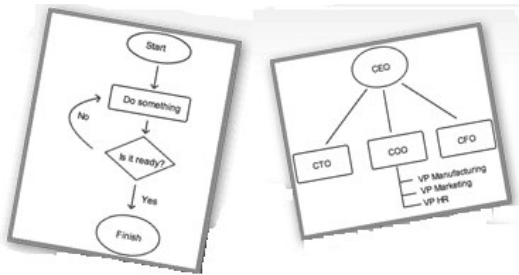 Start
Do something
No
Is it ready?
Yes
Finish
CEO
CTO
COO
CFO
VP Manufacturing
VP Marketing
VP HR